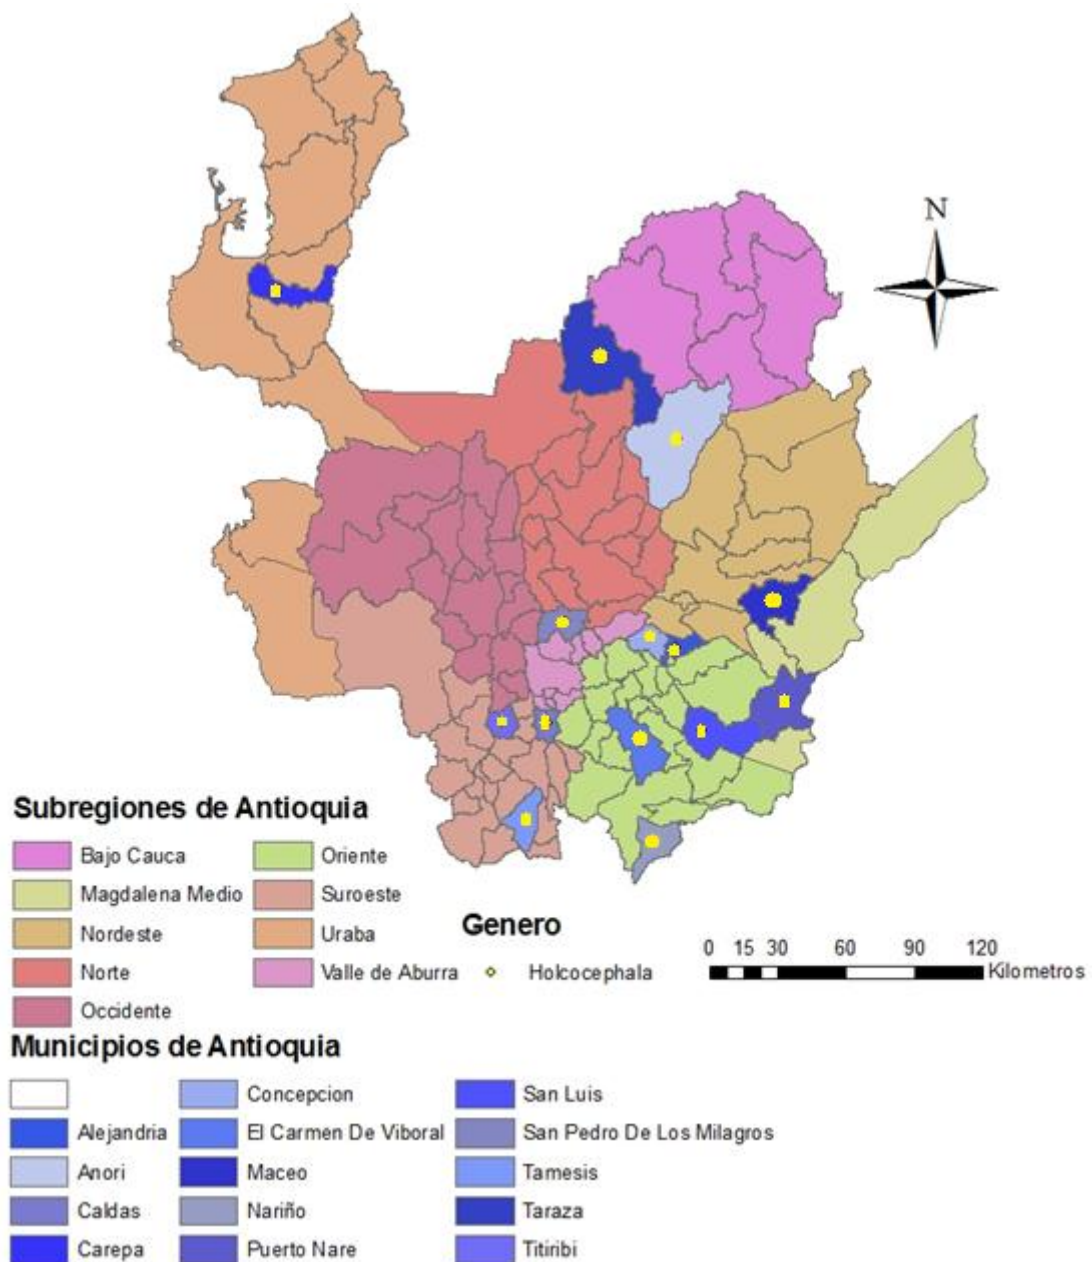 N
Subregiones de Antioquia
Bajo Cauca
Oriente
Magdalena Medio
Suroeste
Nordeste
Uraba
Norte
Valle de Aburra
Occidente
Genero
Holcocephala
0 15 30 60 90 120
Kilometros
Municipios de Antioquia
Concepcion
San Luis
Alejandria
El Carmen De Viboral
San Pedro De Los Milagros
Anori
Maceo
Tamesis
Caldas
Nariño
Taraza
Carepa
Puerto Nare
Titiribi